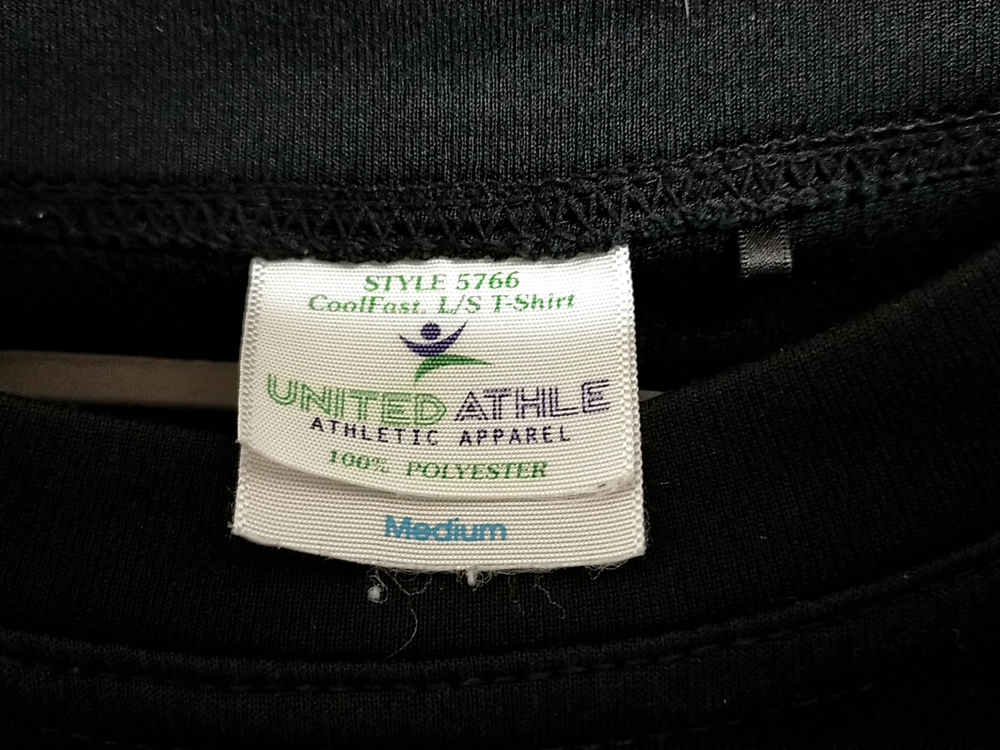 STYLE 5766
CoolFast. L/S T-Shirt
UNITED ATHLE
ATHLETIC APPAREL
100% POLYESTER
Medium